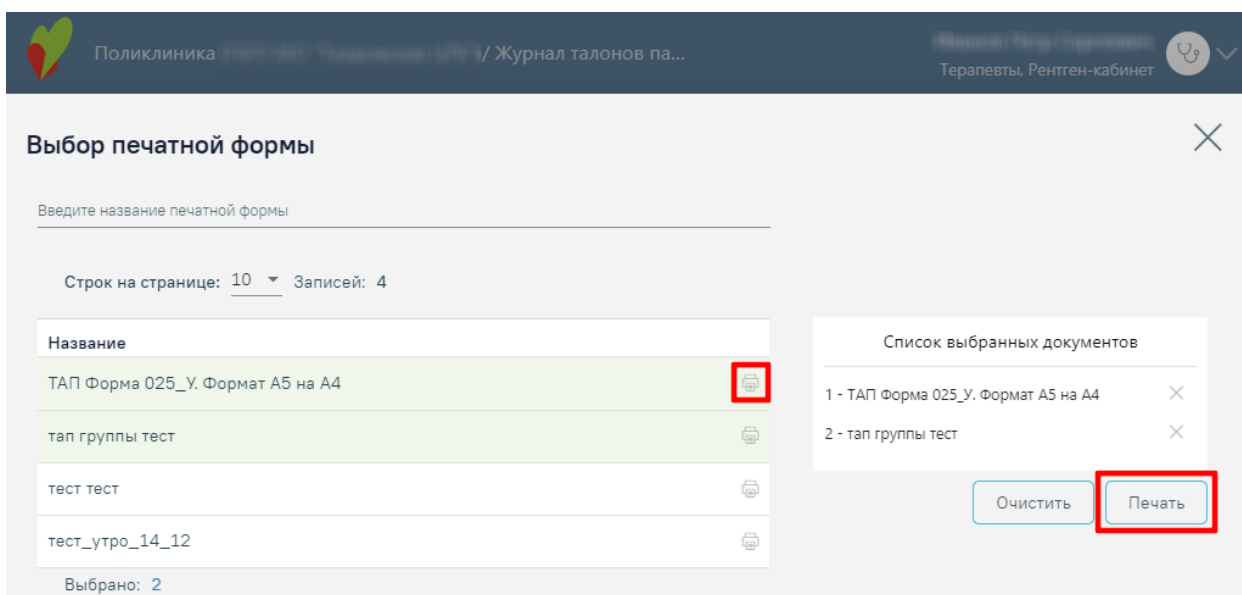 Поликлиника / Журнал талонов па...
Терапевты, Рентген-кабинет
Выбор печатной формы
Введите название печатной формы
Строк на странице: 10 Записей: 4
Название
ТАП Форма 025_У. Формат А5 на А4
тап группы тест
тест тест
тест_утро_14_12
Выбрано: 2
Список выбранных документов
1 - ТАП Форма 025_У. Формат А5 на А4
2 - тап группы тест
Очистить
Печать